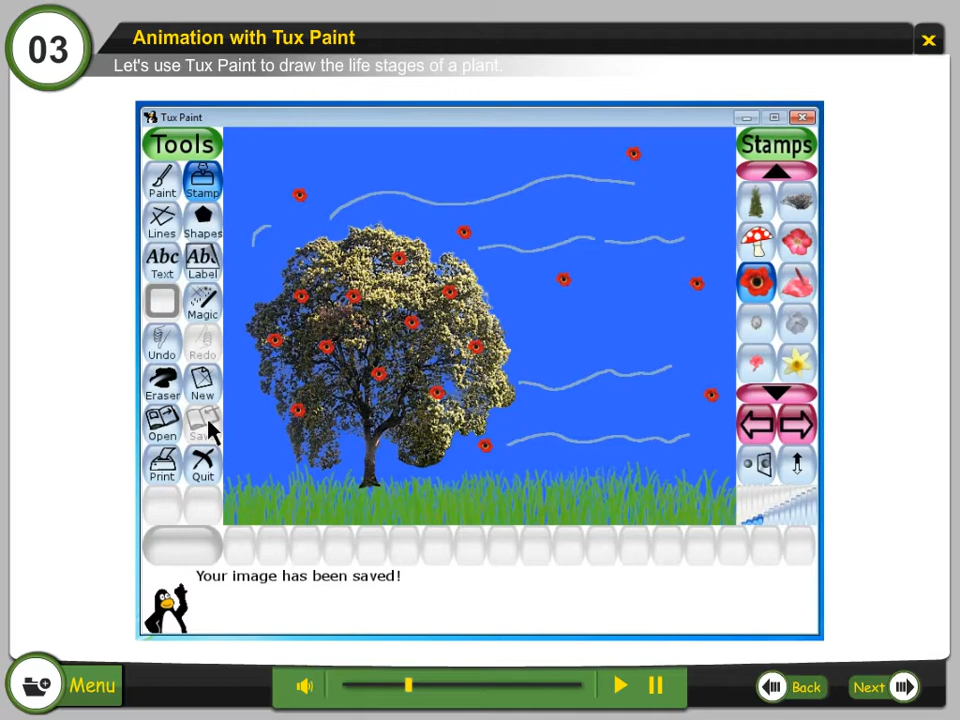 03
Animation with Tux Paint
Let's use Tux Paint to draw the life stages of a plant.
Tux Paint
Tools
Stamps
Paint Stamp
Lines Shapes
Abc Abc
Text Label
Magic
Undo Redo
Eraser New
Open
Print Quit
Your image has been saved!
Menu
Back
Next